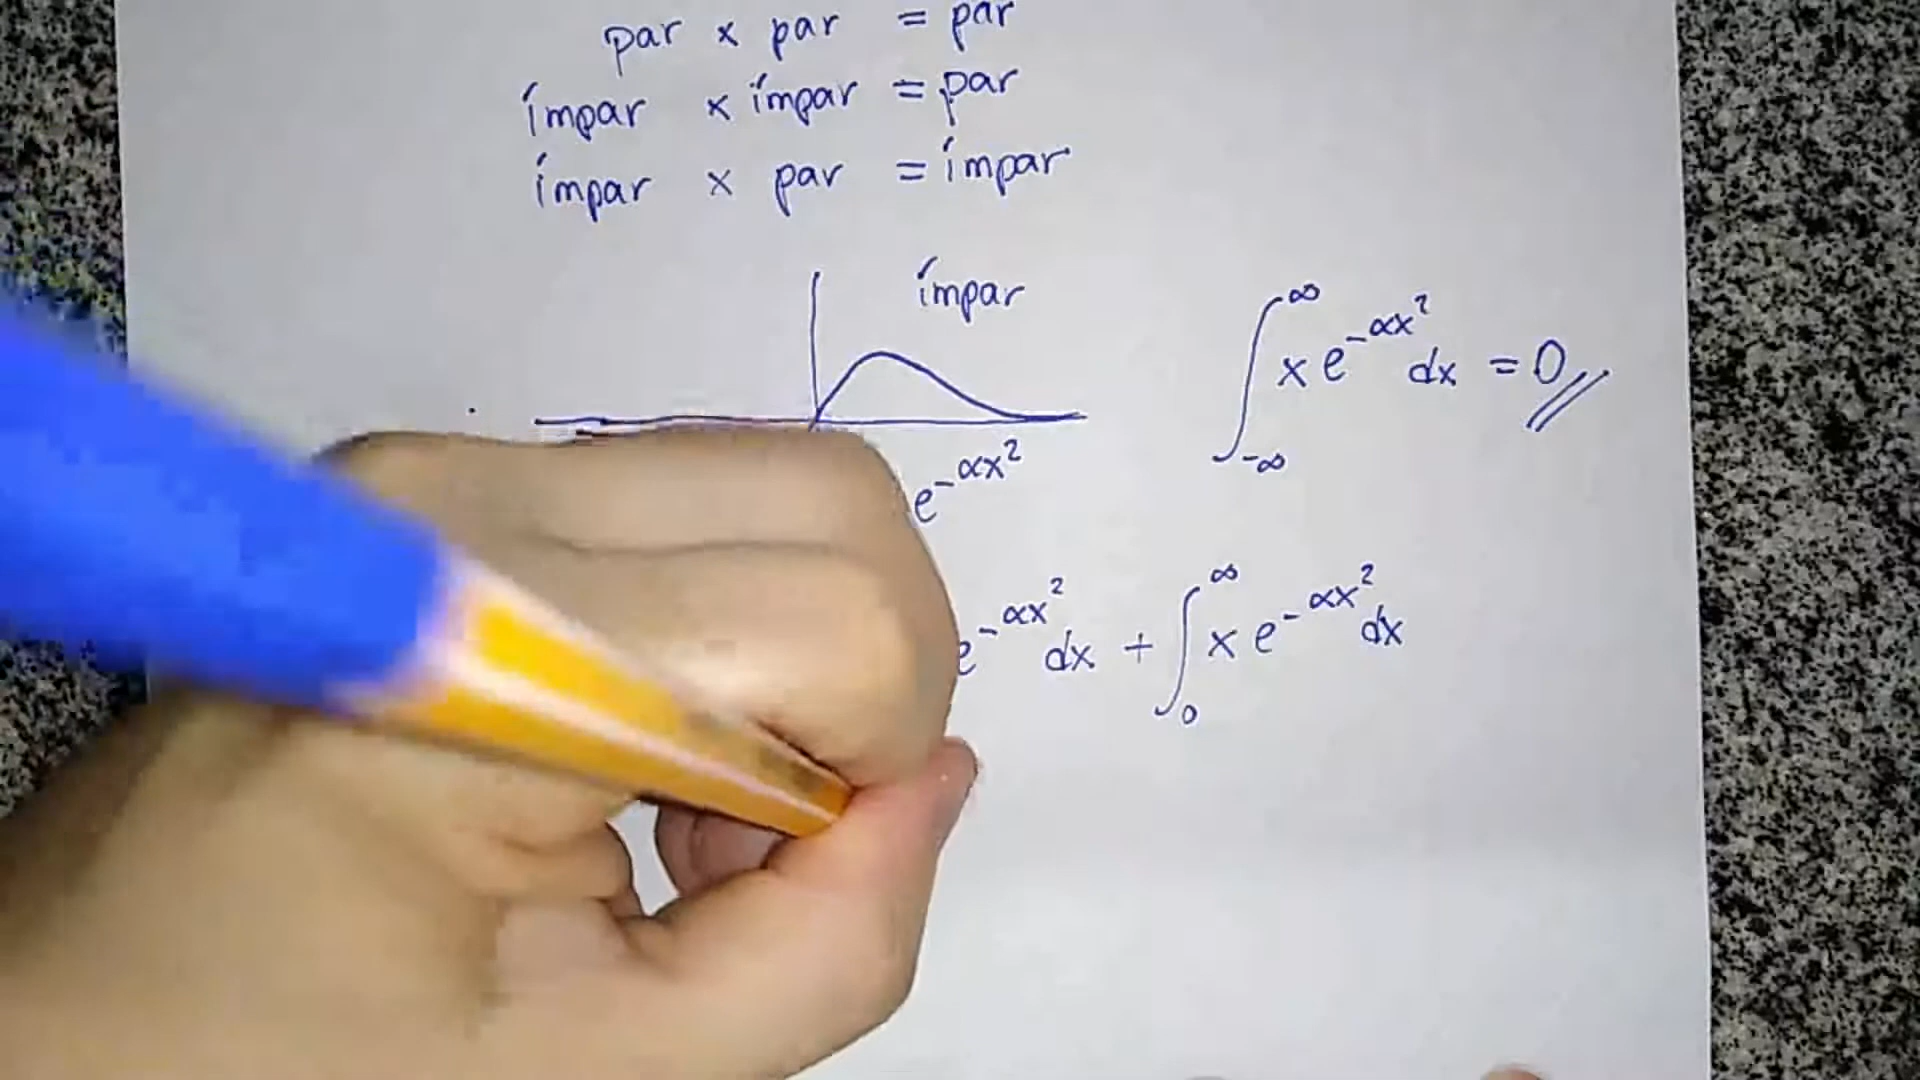 par x par = par
ímpar x ímpar = par
ímpar x par = ímpar
ímpar
∫_{-∞}^{∞} x e^{-αx²} dx = 0
e^{-αx²}
e^{-αx²} dx + ∫_0^∞ x e^{-αx²} dx